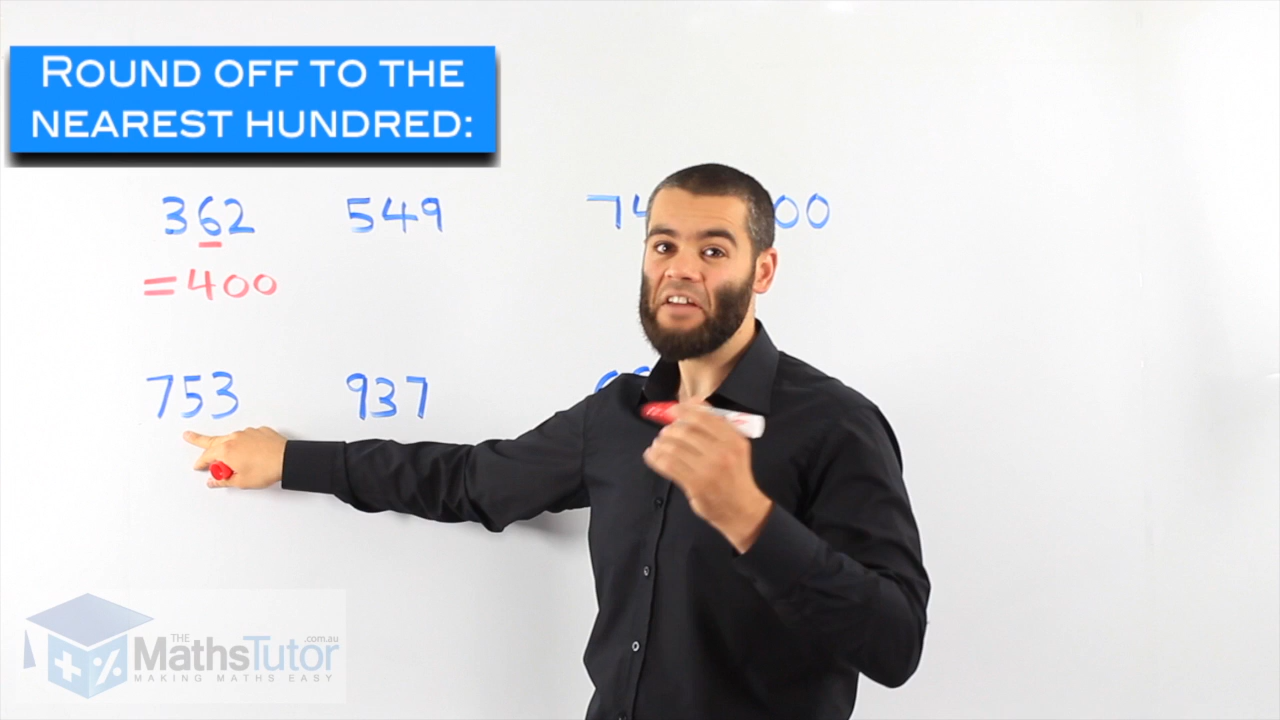 ROUND OFF TO THE
NEAREST HUNDRED:
362 549
= 400
753 937
THE MathsTutor .com.au
MAKING MATHS EASY